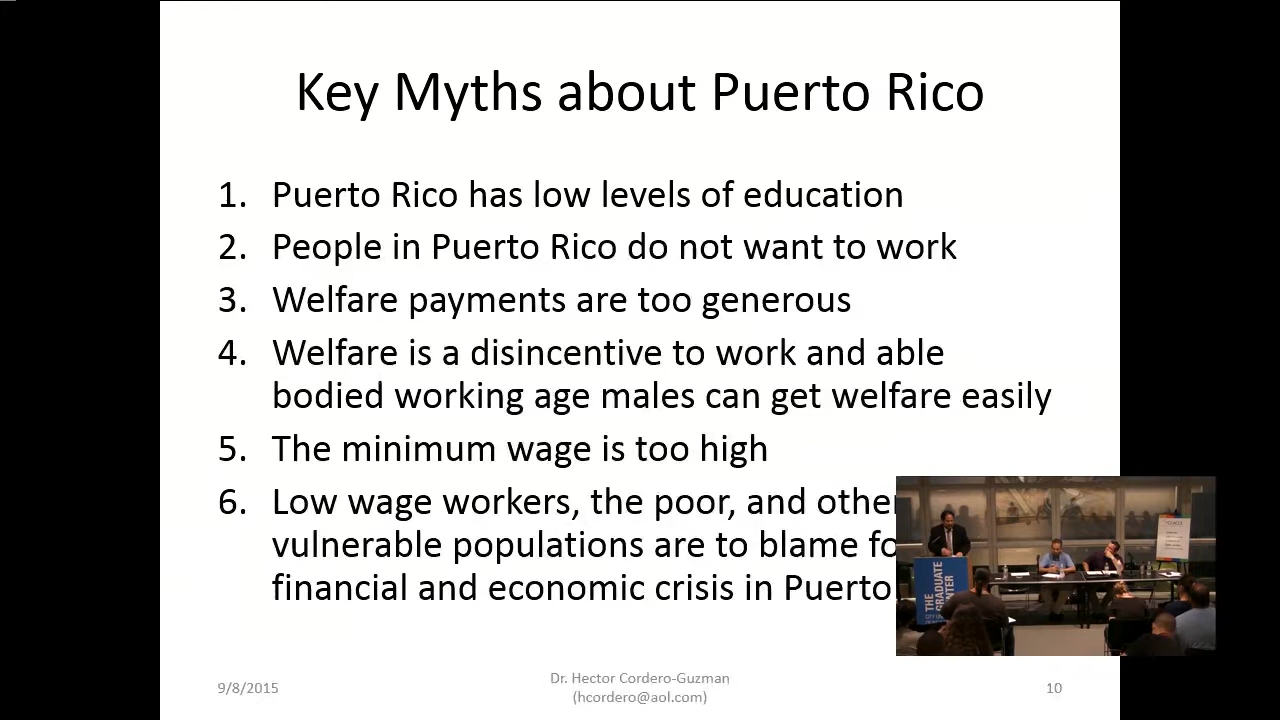 Key Myths about Puerto Rico
1. Puerto Rico has low levels of education
2. People in Puerto Rico do not want to work
3. Welfare payments are too generous
4. Welfare is a disincentive to work and able
bodied working age males can get welfare easily
5. The minimum wage is too high
6. Low wage workers, the poor, and other
vulnerable populations are to blame fo
financial and economic crisis in Puerto
THE
GRADUATE
9/8/2015
Dr. Hector Cordero-Guzman
(hcordero@aol.com)
10